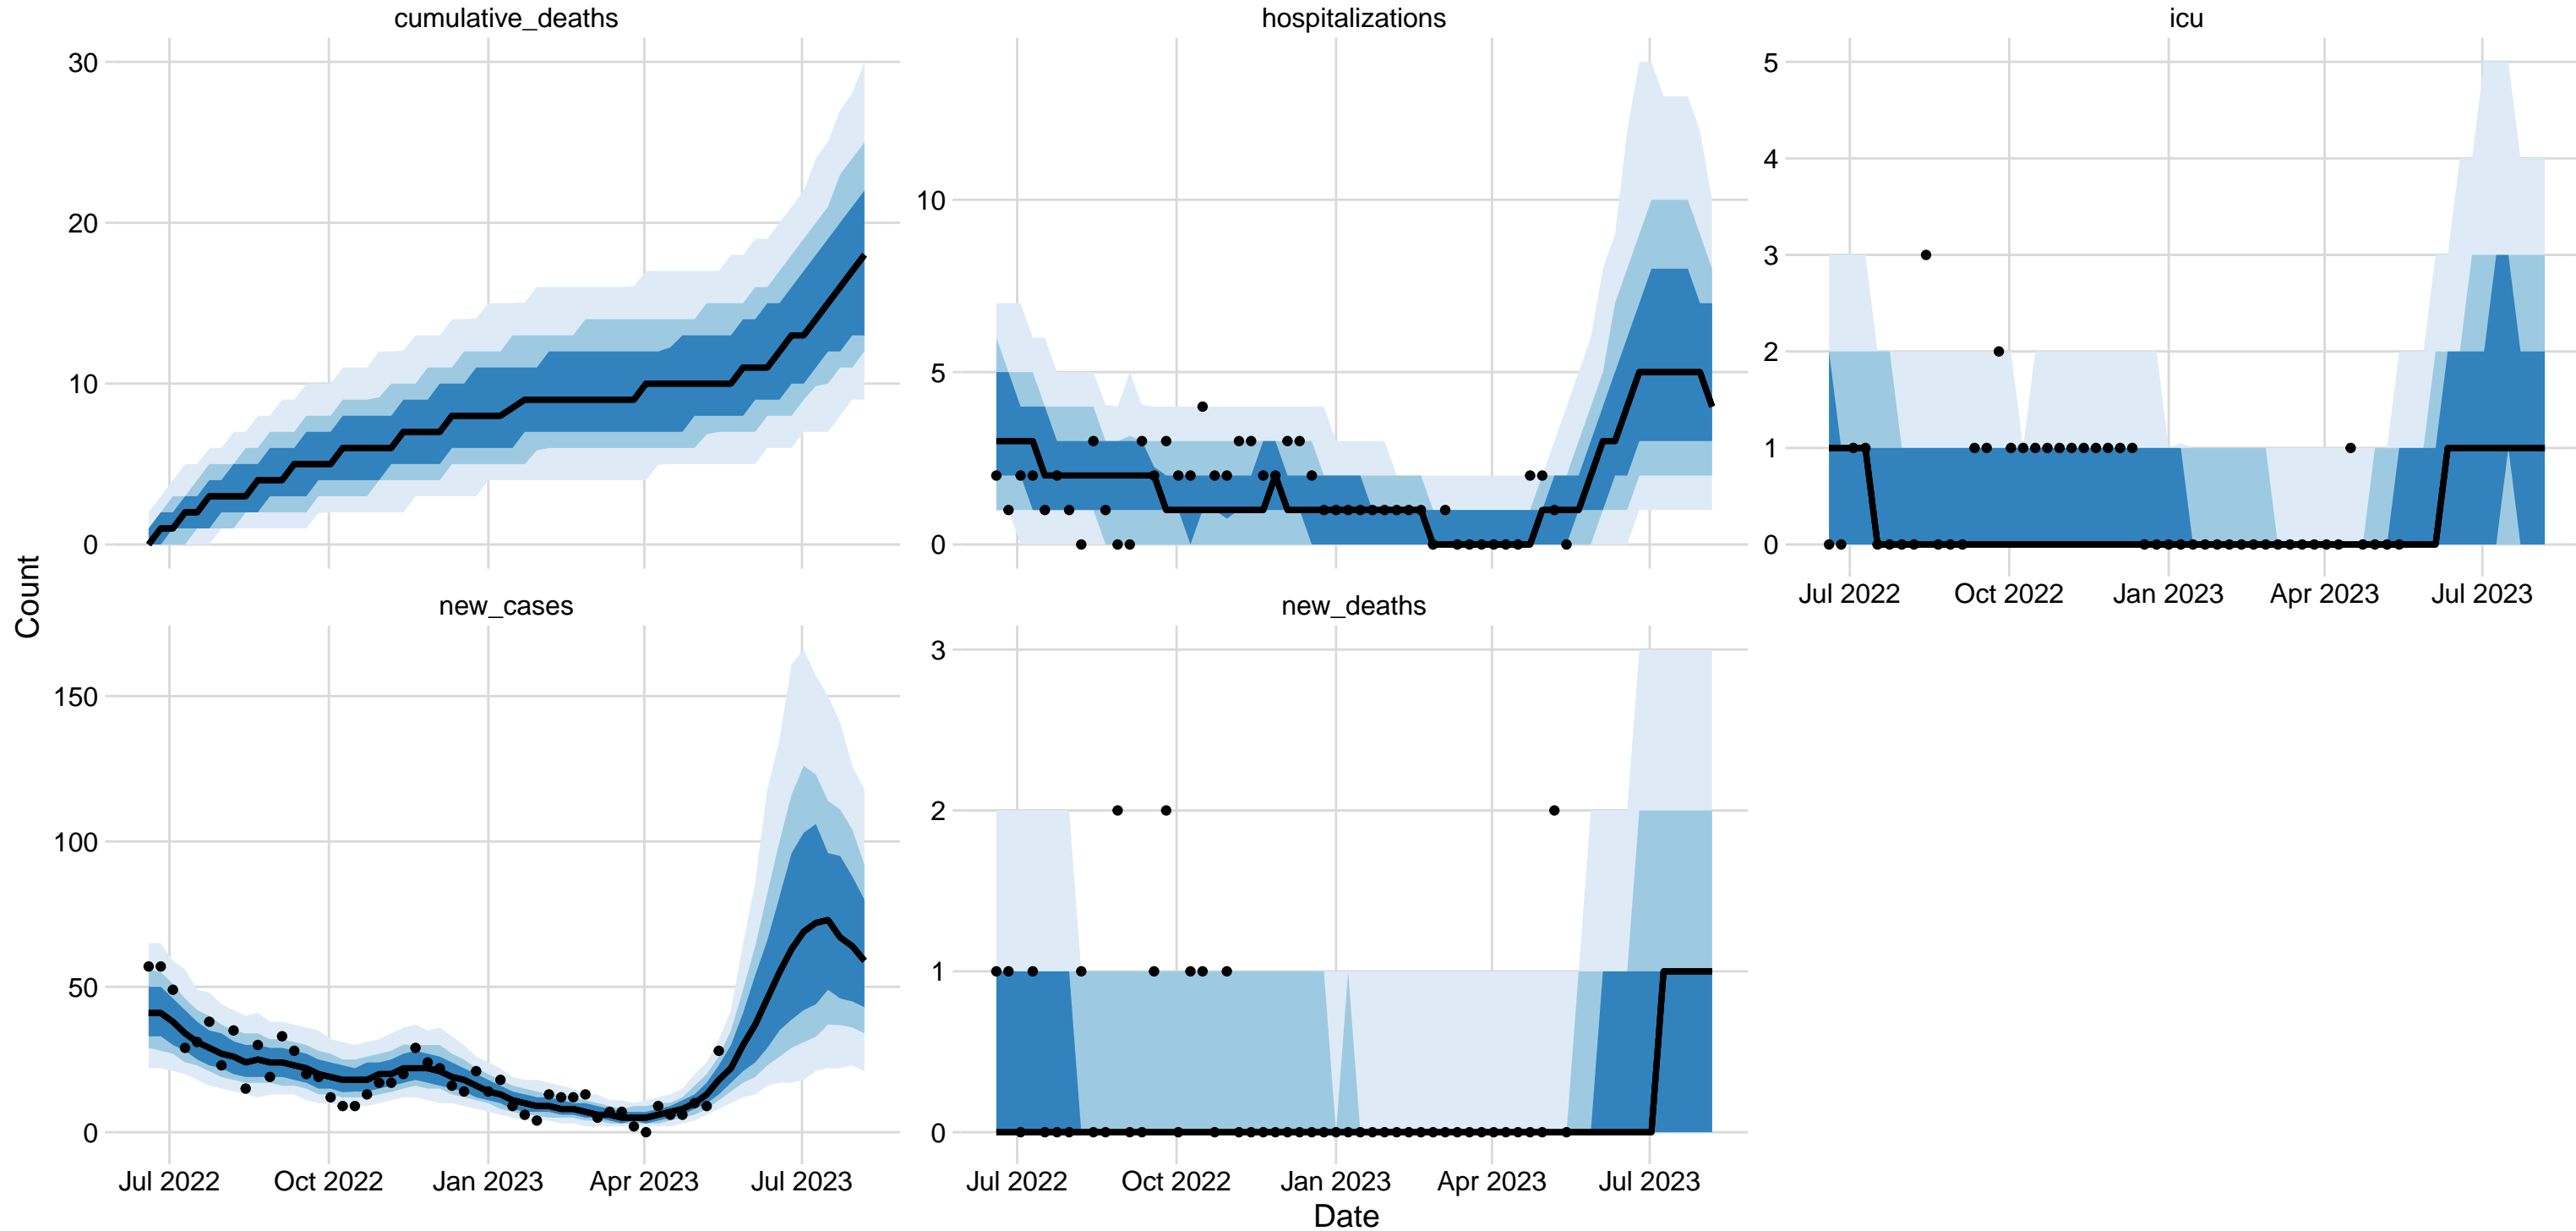 cumulative_deaths
30
20
10
0
hospitalizations
10
5
0
icu
5
4
3
2
1
0
Jul 2022 Oct 2022 Jan 2023 Apr 2023 Jul 2023
Count
new_cases
150
100
50
0
Jul 2022 Oct 2022 Jan 2023 Apr 2023 Jul 2023
new_deaths
3
2
1
0
Jul 2022 Oct 2022 Jan 2023 Apr 2023 Jul 2023
Date